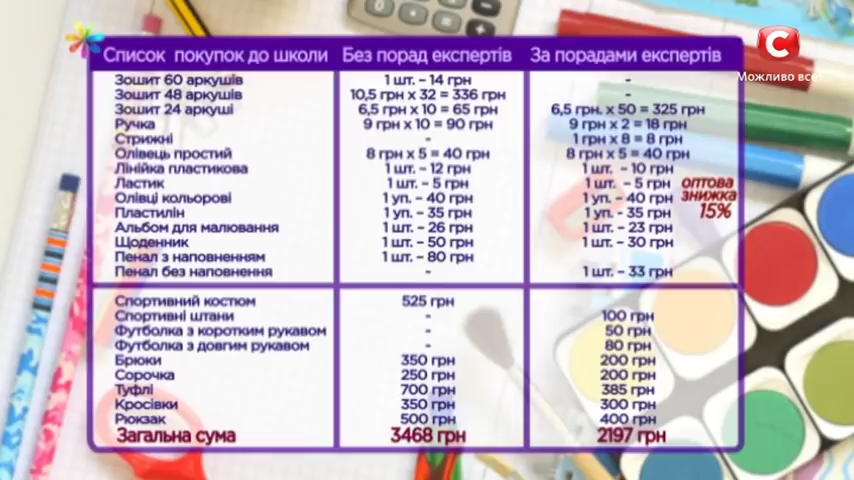 Список покупок до школи Без порад експертів За порадами експертів
Можливо все
Зошит 60 аркушів 1 шт. – 14 грн -
Зошит 48 аркушів 10,5 грн х 32 = 336 грн -
Зошит 24 аркуші 6,5 грн х 10 = 65 грн 6,5 грн. х 50 = 325 грн
Ручка 9 грн х 10 = 90 грн 9 грн х 2 = 18 грн
Стрижні - 1 грн х 8 = 8 грн
Олівець простий 8 грн х 5 = 40 грн 8 грн х 5 = 40 грн
Лінійка пластикова 1 шт. – 12 грн 1 шт. – 10 грн
Ластик 1 шт. – 5 грн 1 шт. – 5 грн оптова
Олівці кольорові 1 уп. – 40 грн 1 уп. – 40 грн знижка
Пластилін 1 уп. – 35 грн 1 уп. – 35 грн 15%
Альбом для малювання 1 шт. – 26 грн 1 шт. – 23 грн
Щоденник 1 шт. – 50 грн 1 шт. – 30 грн
Пенал з наповненням 1 шт. – 80 грн
Пенал без наповнення - 1 шт. – 33 грн
Спортивний костюм 525 грн
Спортивні штани - 100 грн
Футболка з коротким рукавом - 50 грн
Футболка з довгим рукавом - 80 грн
Брюки 350 грн 200 грн
Сорочка 250 грн 200 грн
Туфлі 700 грн 385 грн
Кросівки 350 грн 300 грн
Рюкзак 500 грн 400 грн
Загальна сума 3468 грн 2197 грн